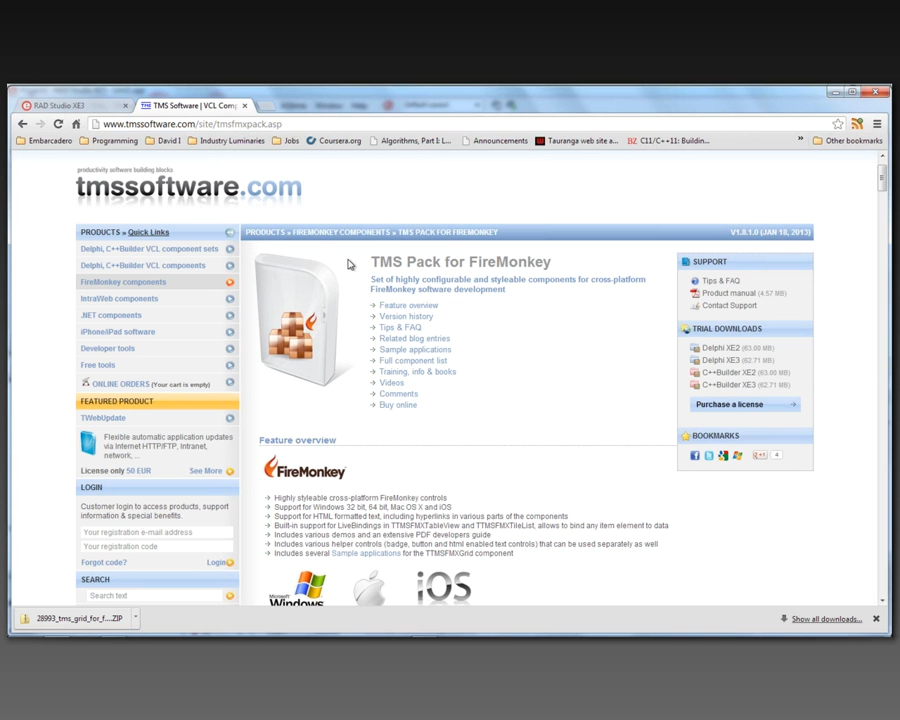 RAD Studio XE3
TMS Software | VCL Comp
www.tmssoftware.com/site/tmsfmxpack.asp
Embarcadero
Programming
David I
Industry Luminaries
Jobs
Coursera.org
Algorithms, Part I: L...
Announcements
Tauranga web site a...
BZ C11/C++11: Buildin...
»
Other bookmarks
productivity software building blocks
tmssoftware.com
PRODUCTS » Quick Links
Delphi, C++Builder VCL component sets
Delphi, C++Builder VCL components
FireMonkey components
IntraWeb components
.NET components
iPhone/iPad software
Developer tools
Free tools
ONLINE ORDERS (Your cart is empty)
FEATURED PRODUCT
TWebUpdate
Flexible automatic application updates
via Internet HTTP/FTP, Intranet,
network, ...
License only 50 EUR
See More
LOGIN
Customer login to access products, support
information & special benefits.
Your registration e-mail address
Your registration code
Forgot code?
Login
SEARCH
Search text
PRODUCTS » FIREMONKEY COMPONENTS » TMS PACK FOR FIREMONKEY
V1.8.1.0 (JAN 18, 2013)
TMS Pack for FireMonkey
Set of highly configurable and styleable components for cross-platform
FireMonkey software development
Feature overview
Version history
Tips & FAQ
Related blog entries
Sample applications
Full component list
Training, info & books
Videos
Comments
Buy online
Feature overview
FireMonkey
Highly styleable cross-platform FireMonkey controls
Support for Windows 32 bit, 64 bit, Mac OS X and iOS
Support for HTML formatted text, including hyperlinks in various parts of the components
Built-in support for LiveBindings in TTMSFMXTableView and TTMSFMXTileList, allows to bind any item element to data
Includes various demos and an extensive PDF developers guide
Includes various helper controls (badge, button and html enabled text controls) that can be used separately as well
Includes several Sample applications for the TTMSFMXGrid component
Windows
iOS
SUPPORT
Tips & FAQ
Product manual (4.57 MB)
Contact Support
TRIAL DOWNLOADS
Delphi XE2 (63.00 MB)
Delphi XE3 (62.71 MB)
C++Builder XE2 (63.00 MB)
C++Builder XE3 (62.71 MB)
Purchase a license
BOOKMARKS
+1
4
28993_tms_grid_for_f....ZIP
Show all downloads...